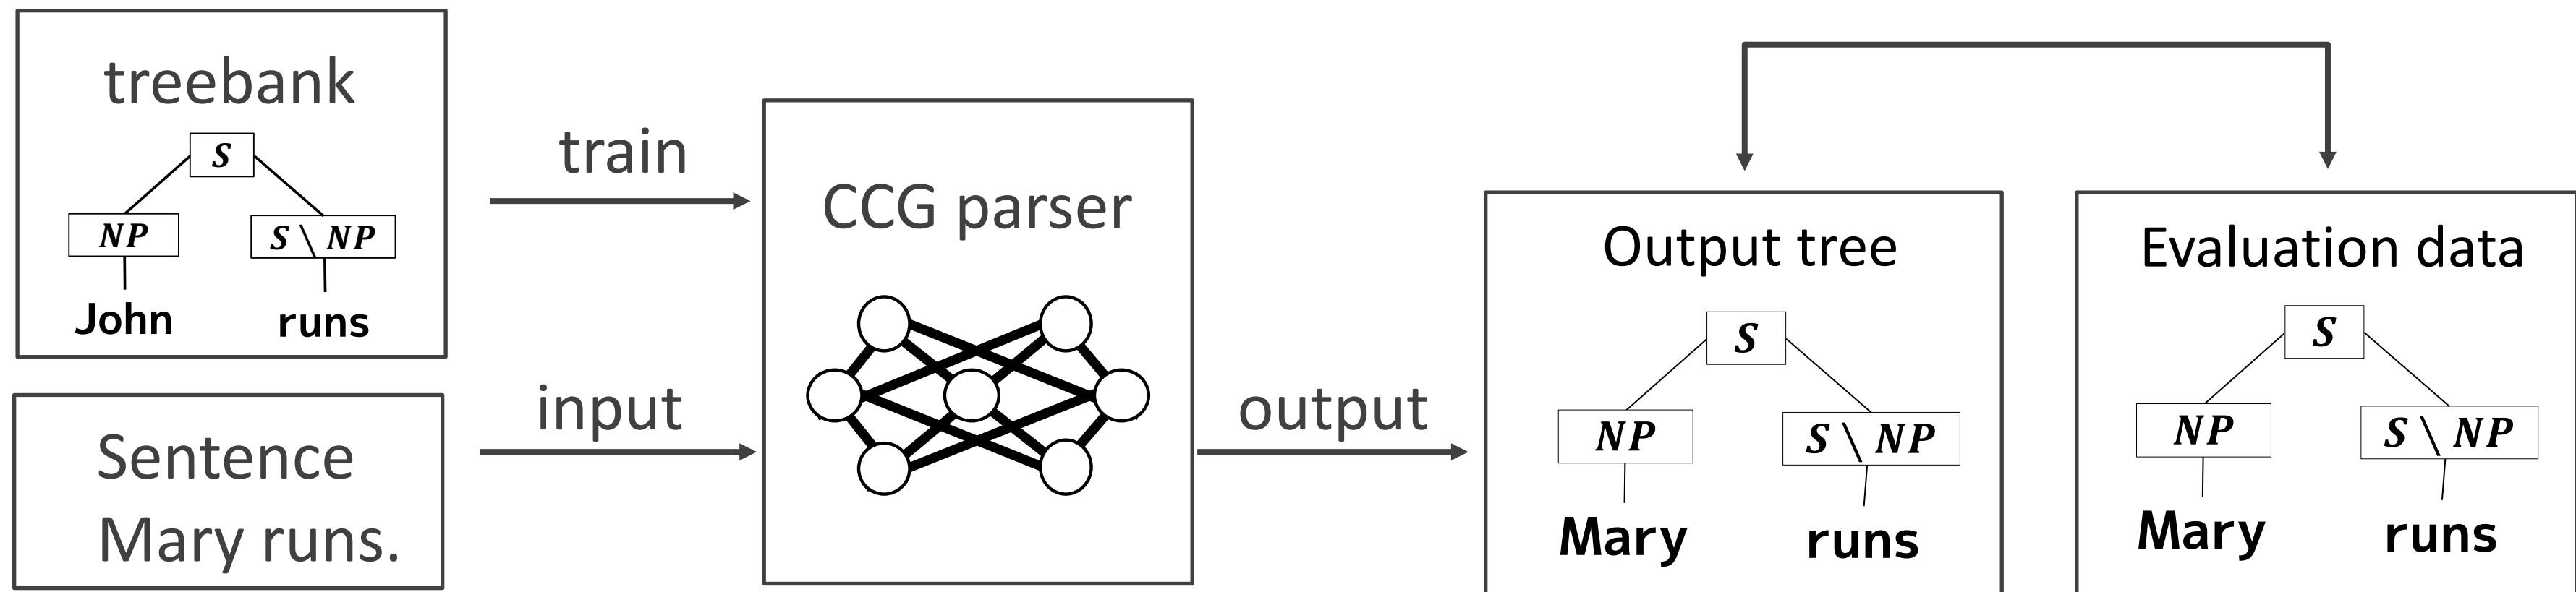 treebank
S
NP
S \ NP
John
runs
Sentence
Mary runs.
train
input
CCG parser
output
Output tree
S
NP
S \ NP
Mary
runs
Evaluation data
S
NP
S \ NP
Mary
runs